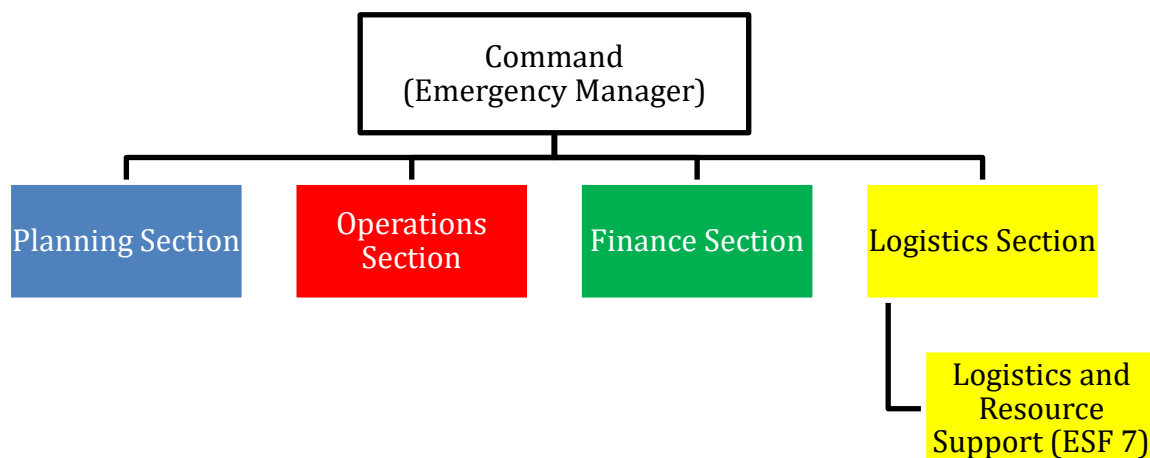 Command
(Emergency Manager)
Planning Section
Operations
Section
Finance Section
Logistics Section
Logistics and
Resource
Support (ESF 7)